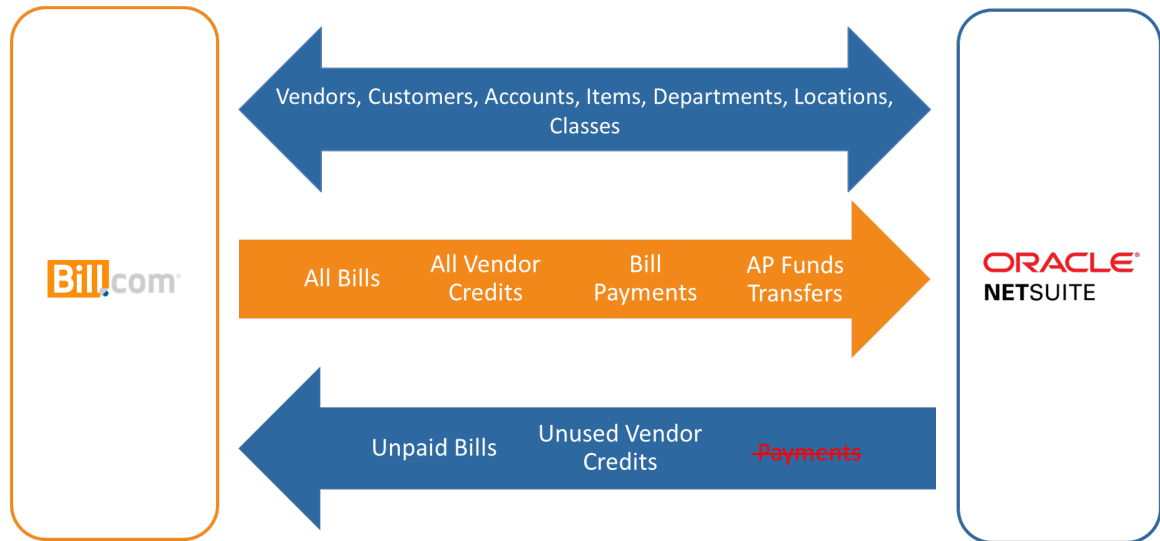 Vendors, Customers, Accounts, Items, Departments, Locations,
Classes
Bill.com
All Bills
All Vendor
Credits
Bill
Payments
AP Funds
Transfers
ORACLE®
NETSUITE
Unpaid Bills
Unused Vendor
Credits
Payments